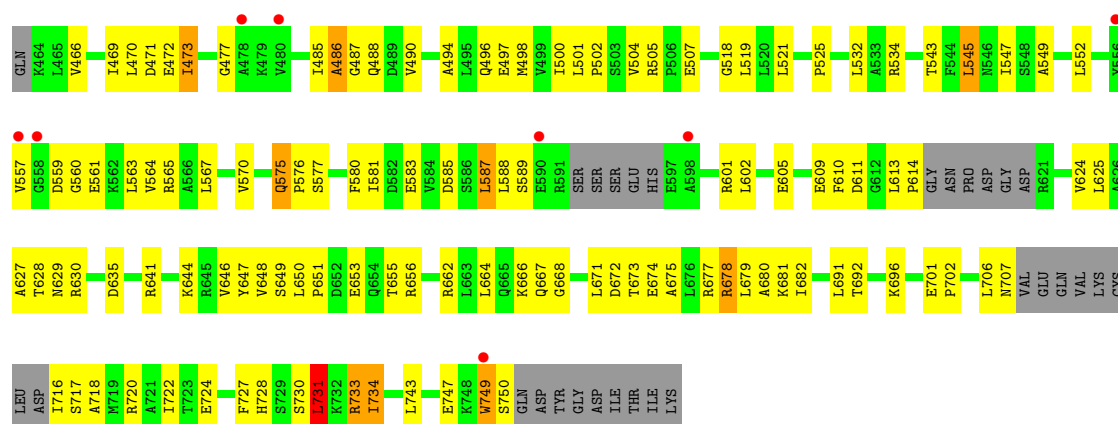 GLN K464 L465 V466 I469 L470 D471 E472 I473 G477 A478 K479 V480 I485 A486 G487 Q488 D489 V490 A494 L495 Q496 E497 M498 V499 I500 L501 P502 S503 V504 R505 P506 E507 G518 L519 L520 L521 P525 L532 A533 R534 T543 F544 L545 N546 I547 S548 A549 L552 Y556
V557 G558 D559 G560 E561 K562 L563 V564 R565 A566 L567 V570 Q575 P576 S577 F580 I581 D582 E583 V584 D585 S586 L587 L588 S589 E590 R591 SER SER SER GLU HIS E597 A598 R601 L602 E605 E609 F610 D611 G612 L613 P614 GLY ASN PRO ASP GLY ASP R621 V624 L625 A626
A627 T628 N629 R630 D635 R641 K644 R645 V646 Y647 V648 S649 L650 P651 D652 E653 Q654 T655 R656 R662 L663 L664 Q665 K666 Q667 G668 L671 D672 T673 E674 A675 L676 R677 R678 L679 A680 K681 I682 L691 T692 K696 E701 P702 L706 N707 VAL GLU GLN VAL LYS CYS
LEU ASP I716 S717 A718 M719 R720 A721 I722 T723 E724 F727 H728 S729 S730 L731 K732 R733 I734 L743 E747 K748 W749 S750 GLN ASP TYR GLY ASP ILE THR ILE LYS